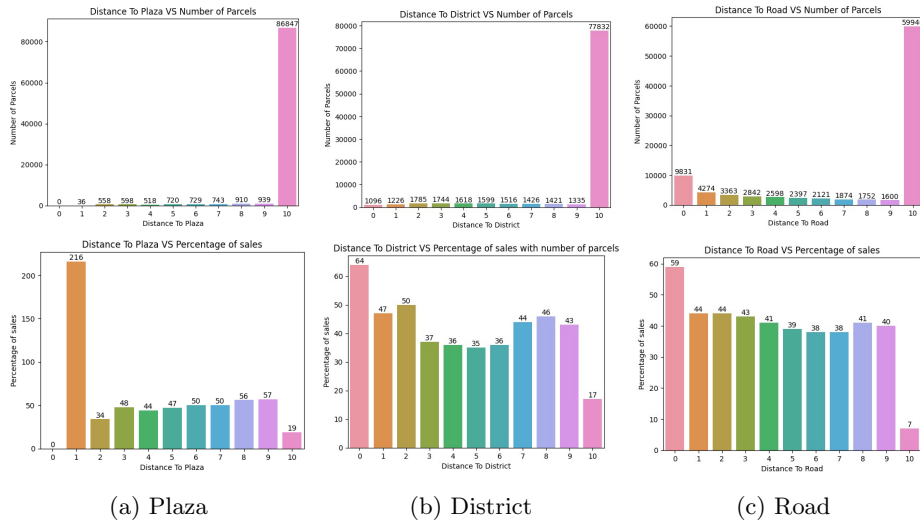 Distance To Plaza VS Number of Parcels
86847
80000
60000
40000
20000
0
Number of Parcels
0 36 558 598 518 720 729 743 910 939
0 1 2 3 4 5 6 7 8 9 10
Distance To Plaza
Distance To District VS Number of Parcels
77832
80000
70000
60000
50000
40000
30000
20000
10000
0
Number of Parcels
1096 1226 1785 1744 1618 1599 1516 1426 1421 1335
0 1 2 3 4 5 6 7 8 9 10
Distance To District
Distance To Road VS Number of Parcels
5994
60000
50000
40000
30000
20000
10000
0
Number of Parcels
9831 4274 3363 2842 2598 2397 2121 1874 1752 1600
0 1 2 3 4 5 6 7 8 9 10
Distance To Road
Distance To Plaza VS Percentage of sales
216
200
150
100
50
0
Percentage of sales
0 34 48 44 47 50 50 56 57 19
0 1 2 3 4 5 6 7 8 9 10
Distance To Plaza
Distance To District VS Percentage of sales with number of parcels
60
50
40
30
20
10
0
Percentage of sales
64 47 50 37 36 35 36 44 46 43 17
0 1 2 3 4 5 6 7 8 9 10
Distance To District
Distance To Road VS Percentage of sales
60
50
40
30
20
10
0
Percentage of sales
59 44 44 43 41 39 38 38 41 40 7
0 1 2 3 4 5 6 7 8 9 10
Distance To Road
(a) Plaza
(b) District
(c) Road